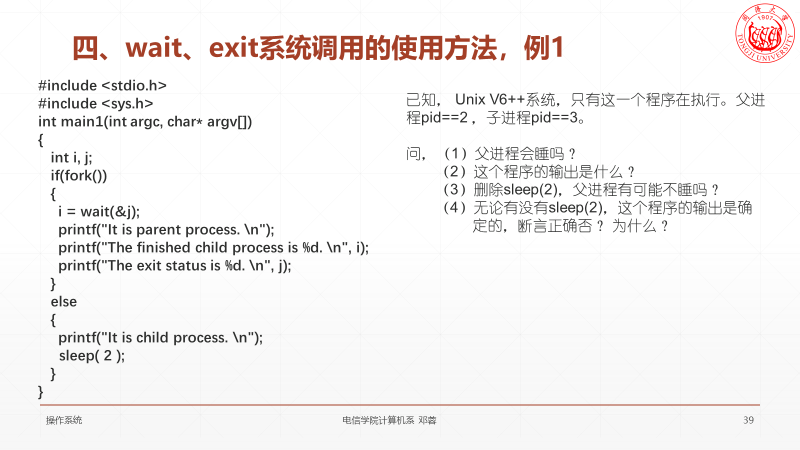 四、wait、exit系统调用的使用方法，例1
同济大学
1907
TONGJI UNIVERSITY
#include <stdio.h>
#include <sys.h>
int main1(int argc, char* argv[])
{
int i, j;
if(fork())
{
i = wait(&j);
printf("It is parent process. \n");
printf("The finished child process is %d. \n", i);
printf("The exit status is %d. \n", j);
}
else
{
printf("It is child process. \n");
sleep( 2 );
}
}
已知， Unix V6++系统，只有这一个程序在执行。父进
程pid==2 ，子进程pid==3。
问，（1）父进程会睡吗 ？
（2）这个程序的输出是什么 ？
（3）删除sleep(2)，父进程有可能不睡吗 ？
（4）无论有没有sleep(2)，这个程序的输出是确
定的，断言正确否 ？ 为什么 ？
操作系统
电信学院计算机系 邓蓉
39